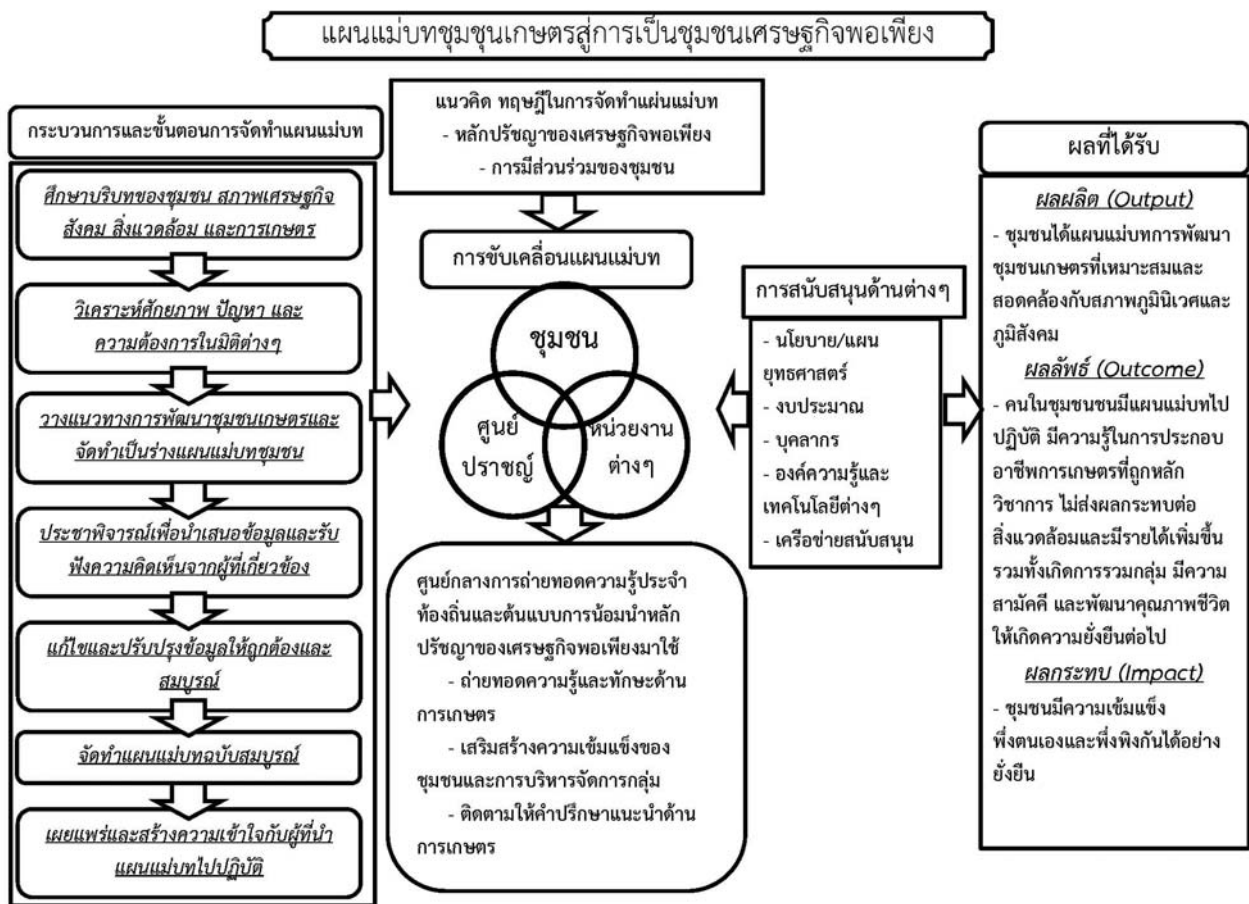 แผนแม่บทชุมชุนเกษตรสู่การเป็นชุมชนเศรษฐกิจพอเพียง
กระบวนการและขั้นตอนการจัดทำแผนแม่บท
ศึกษาบริบทของชุมชน สภาพเศรษฐกิจ
สังคม สิ่งแวดล้อม และการเกษตร
วิเคราะห์ศักยภาพ ปัญหา และ
ความต้องการในมิติต่างๆ
วางแนวทางการพัฒนาชุมชนเกษตรและ
จัดทำเป็นร่างแผนแม่บทชุมชน
ประชาพิจารณ์เพื่อนำเสนอข้อมูลและรับ
ฟังความคิดเห็นจากผู้ที่เกี่ยวข้อง
แก้ไขและปรับปรุงข้อมูลให้ถูกต้องและ
สมบูรณ์
จัดทำแผนแม่บทฉบับสมบูรณ์
เผยแพร่และสร้างความเข้าใจกับผู้ที่นำ
แผนแม่บทไปปฏิบัติ
แนวคิด ทฤษฎีในการจัดทำแผ่นแม่บท
- หลักปรัชญาของเศรษฐกิจพอเพียง
- การมีส่วนร่วมของชุมชน
การขับเคลื่อนแผนแม่บท
ชุมชน
ศูนย์
ปราชญ์
หน่วยงาน
ต่างๆ
ศูนย์กลางการถ่ายทอดความรู้ประจำ
ท้องถิ่นและต้นแบบการน้อมนำหลัก
ปรัชญาของเศรษฐกิจพอเพียงมาใช้
- ถ่ายทอดความรู้และทักษะด้าน
การเกษตร
- เสริมสร้างความเข้มแข็งของ
ชุมชนและการบริหารจัดการกลุ่ม
- ติดตามให้คำปรึกษาแนะนำด้าน
การเกษตร
การสนับสนุนด้านต่างๆ
- นโยบาย/แผน
ยุทธศาสตร์
- งบประมาณ
- บุคลากร
- องค์ความรู้และ
เทคโนโลยีต่างๆ
- เครือข่ายสนับสนุน
ผลที่ได้รับ
ผลผลิต (Output)
- ชุมชนได้แผนแม่บทการพัฒนา
ชุมชนเกษตรที่เหมาะสมและ
สอดคล้องกับสภาพภูมินิเวศและ
ภูมิสังคม
ผลลัพธ์ (Outcome)
- คนในชุมชนชนมีแผนแม่บทไป
ปฏิบัติ มีความรู้ในการประกอบ
อาชีพการเกษตรที่ถูกหลัก
วิชาการ ไม่ส่งผลกระทบต่อ
สิ่งแวดล้อมและมีรายได้เพิ่มขึ้น
รวมทั้งเกิดการรวมกลุ่ม มีความ
สามัคคี และพัฒนาคุณภาพชีวิต
ให้เกิดความยั่งยืนต่อไป
ผลกระทบ (Impact)
- ชุมชนมีความเข้มแข็ง
พึ่งตนเองและพึ่งพิงกันได้อย่าง
ยั่งยืน